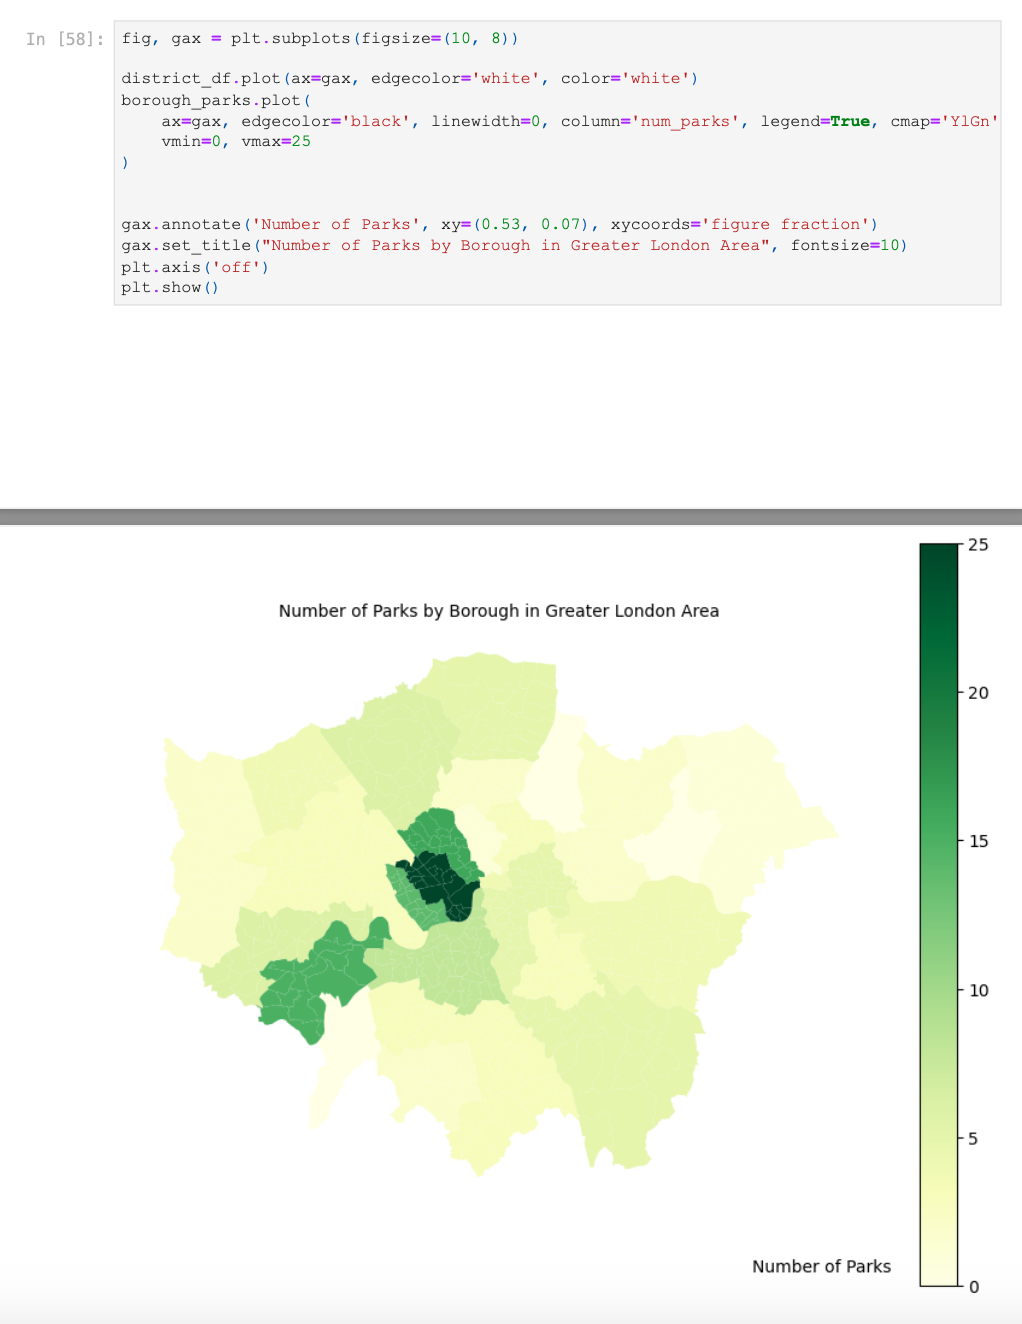 In [58]:
fig, gax = plt.subplots(figsize=(10, 8))
district_df.plot(ax=gax, edgecolor='white', color='white')
borough_parks.plot(
    ax=gax, edgecolor='black', linewidth=0, column='num_parks', legend=True, cmap='YlGn'
    vmin=0, vmax=25
)
gax.annotate('Number of Parks', xy=(0.53, 0.07), xycoords='figure fraction')
gax.set_title("Number of Parks by Borough in Greater London Area", fontsize=10)
plt.axis('off')
plt.show()
Number of Parks by Borough in Greater London Area
25
20
15
10
5
0
Number of Parks